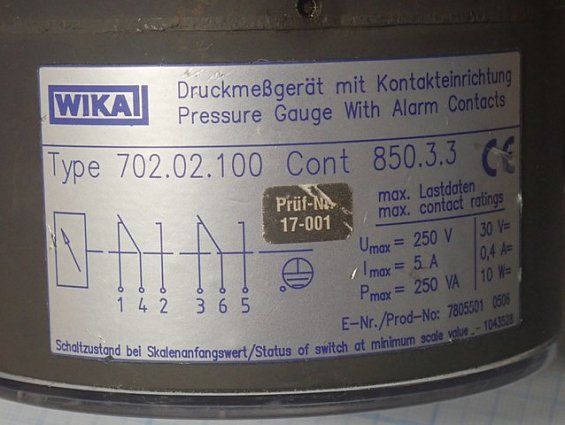 WIKA
Druckmeßgerät mit Kontakteinrichtung
Pressure Gauge With Alarm Contacts
Type 702.02.100 Cont 850.3.3 CE
Prüf-Nr.
17-001
max. Lastdaten
max. contact ratings
Umax = 250 V 30 V=
Imax = 5 A 0,4 A=
Pmax = 250 VA 10 W=
1 4 2 3 6 5
E-Nr./Prod-No: 7805501 0506
Schaltzustand bei Skalenanfangswert/Status of switch at minimum scale value - 1043528